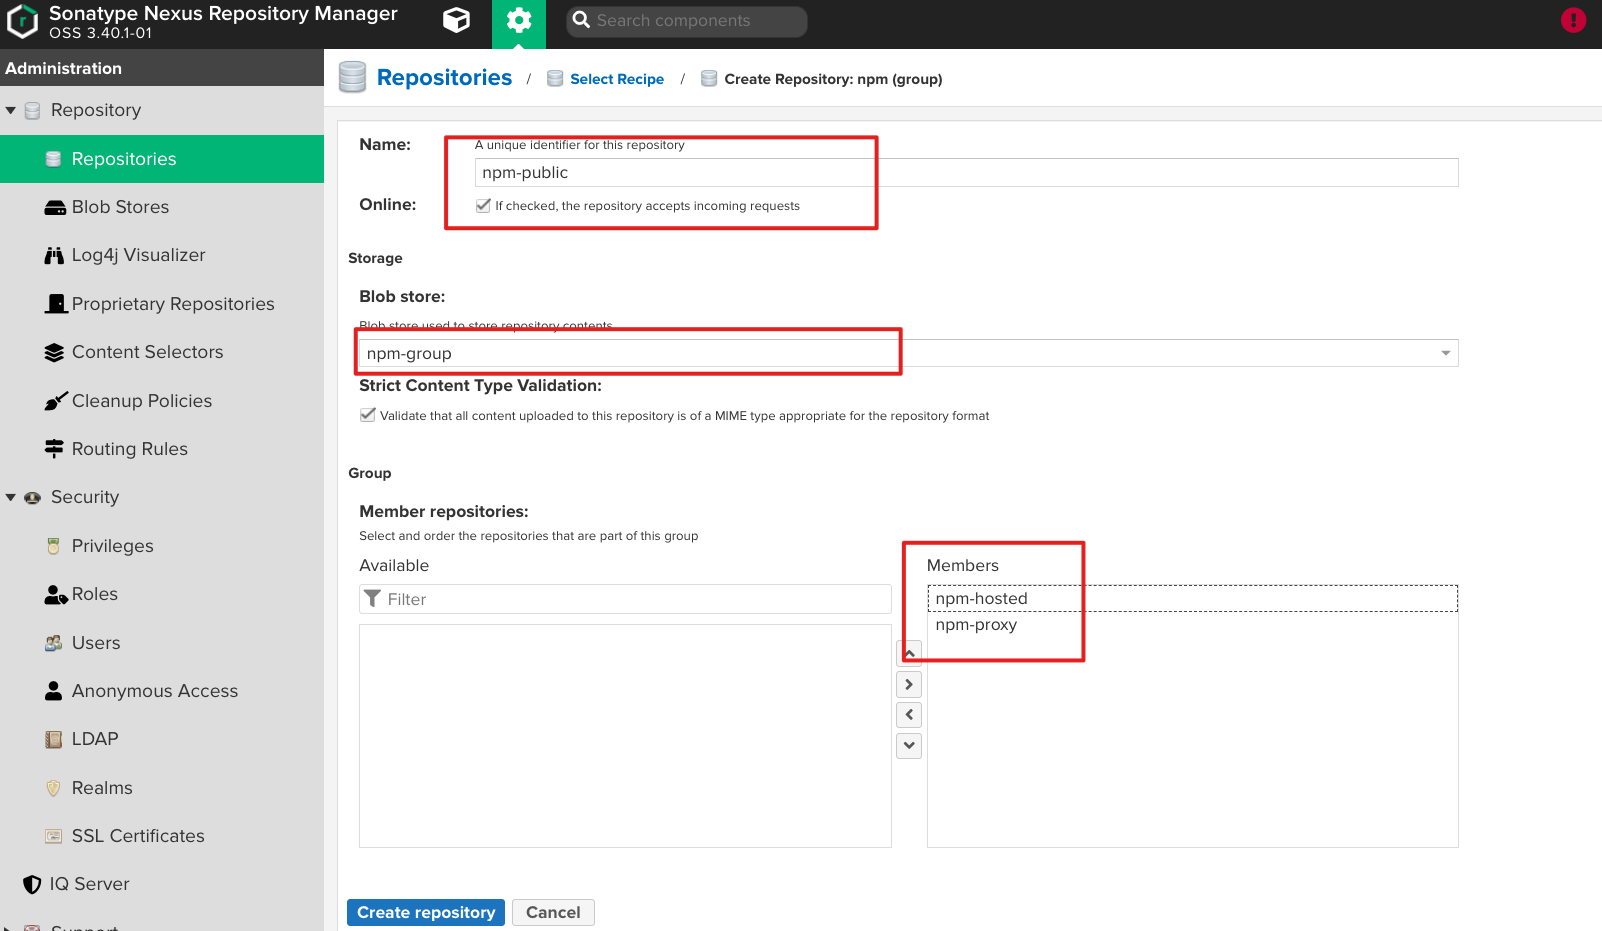 Sonatype Nexus Repository Manager
OSS 3.40.1-01
Search components
Administration
Repository
Repositories
Blob Stores
Log4j Visualizer
Proprietary Repositories
Content Selectors
Cleanup Policies
Routing Rules
Security
Privileges
Roles
Users
Anonymous Access
LDAP
Realms
SSL Certificates
IQ Server
Support
Repositories / Select Recipe / Create Repository: npm (group)
Name:
A unique identifier for this repository
npm-public
Online:
If checked, the repository accepts incoming requests
Storage
Blob store:
Blob store used to store repository contents
npm-group
Strict Content Type Validation:
Validate that all content uploaded to this repository is of a MIME type appropriate for the repository format
Group
Member repositories:
Select and order the repositories that are part of this group
Available
Filter
Members
npm-hosted
npm-proxy
Create repository
Cancel